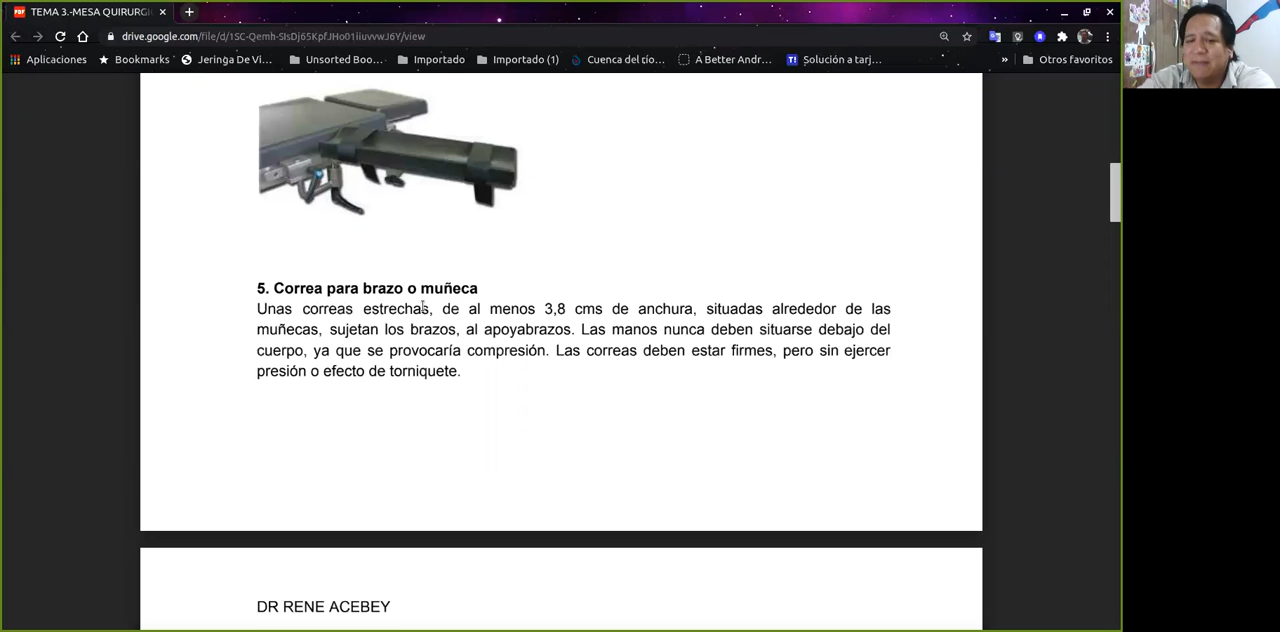 TEMA 3.-MESA QUIRURGI
drive.google.com/file/d/1SC-Qemh-SIsDj65KpfJHo01liuvvwJ6Y/view
Aplicaciones
Bookmarks
Jeringa De Vi...
Unsorted Boo...
Importado
Importado (1)
Cuenca del río...
A Better Andr...
Solución a tarj...
»
Otros favoritos
5. Correa para brazo o muñeca
Unas correas estrechas, de al menos 3,8 cms de anchura, situadas alrededor de las
muñecas, sujetan los brazos, al apoyabrazos. Las manos nunca deben situarse debajo del
cuerpo, ya que se provocaría compresión. Las correas deben estar firmes, pero sin ejercer
presión o efecto de torniquete.
DR RENE ACEBEY